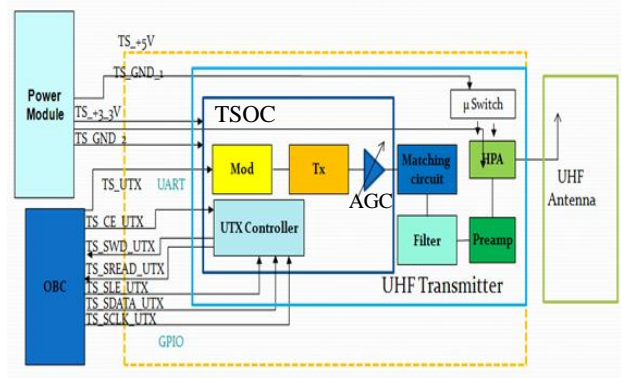 TS_+5V
TS_GND_1
Power
Module
TS_+3_3V
TS_GND_2
TSOC
µ Switch
Mod
Tx
AGC
Matching
circuit
HPA
UHF
Antenna
TS_UTX
UART
TS_CE_UTX
UTX Controller
Filter
Preamp
TS_SWD_UTX
TS_SREAD_UTX
OBC
TS_SLE_UTX
UHF Transmitter
TS_SDATA_UTX
TS_SCLK_UTX
GPIO